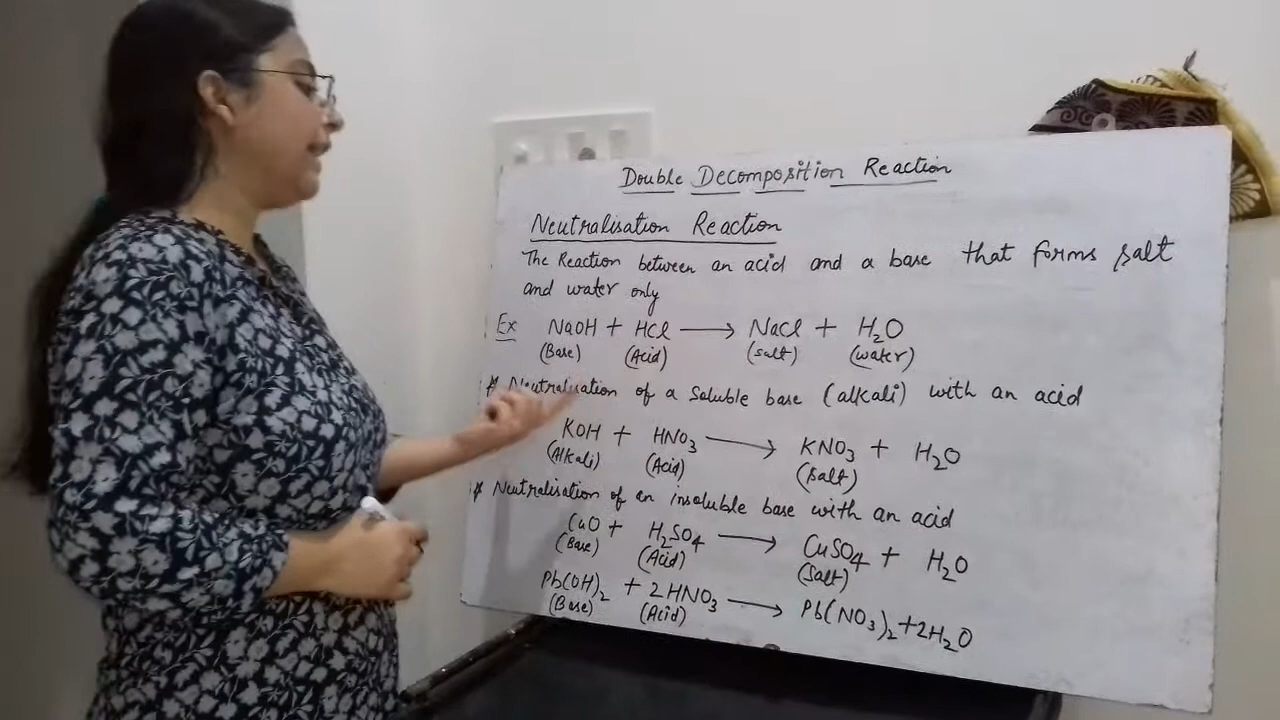 Double Decomposition Reaction
Neutralisation Reaction
The Reaction between an acid and a base that forms salt
and water only
Ex NaOH + HCl ⟶ NaCl + H₂O
(Base) (Acid) (salt) (water)
* Neutralisation of a soluble base (alkali) with an acid
KOH + HNO₃ ⟶ KNO₃ + H₂O
(Alkali) (Acid) (Salt)
* Neutralisation of an insoluble base with an acid
CuO + H₂SO₄ ⟶ CuSO₄ + H₂O
(Base) (Acid) (Salt)
Pb(OH)₂ + 2HNO₃ ⟶ Pb(NO₃)₂ + 2H₂O
(Base) (Acid)